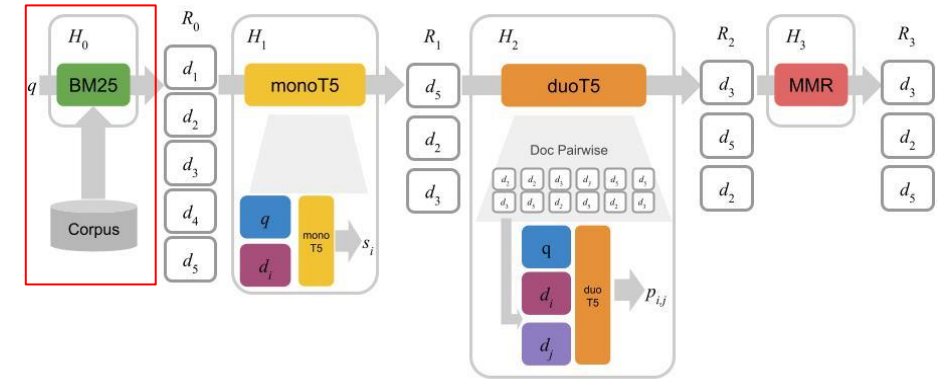 q
H0
BM25
Corpus
R0
d1
d2
d3
d4
d5
H1
monoT5
q
di
mono
T5
si
R1
d5
d2
d3
H2
duoT5
Doc Pairwise
q
di
dj
duo
T5
pi,j
R2
d3
d5
d2
H3
MMR
R3
d3
d2
d5